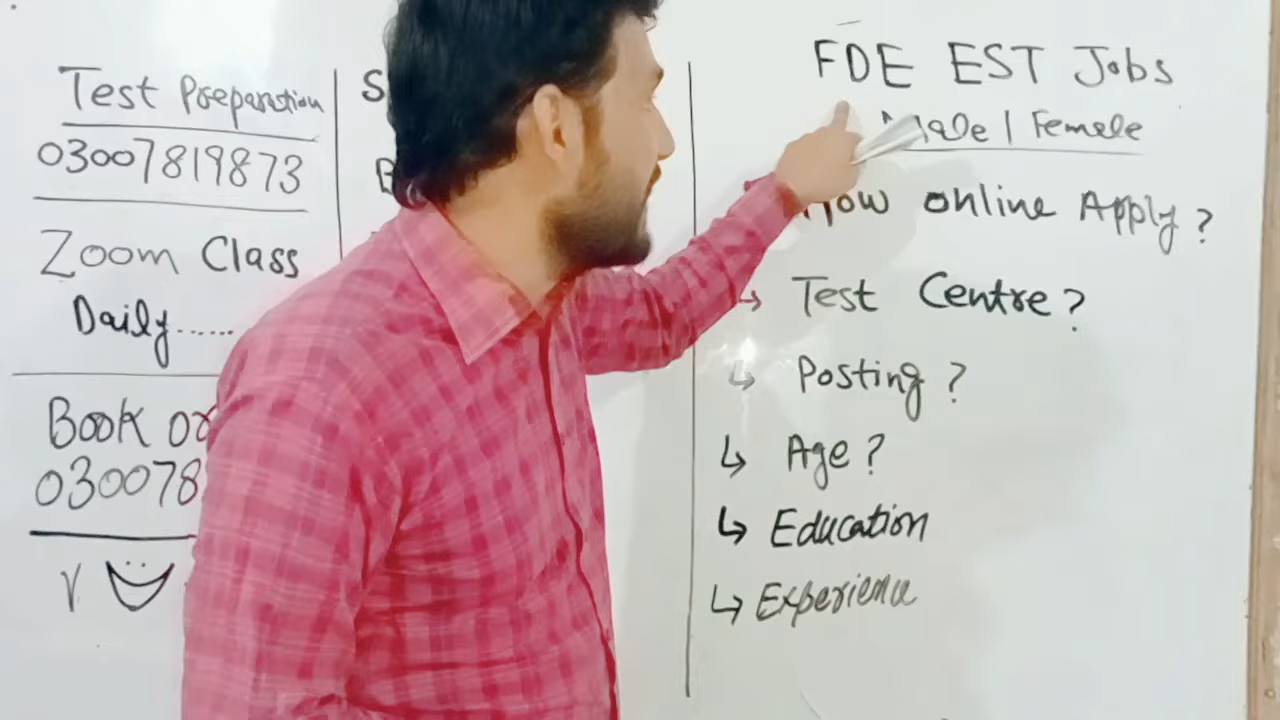 Test Preparation
03007819873
Zoom Class
Daily......
Book
030078
FDE EST Jobs
Male / Female
How online Apply?
↳ Test Centre?
↳ Posting?
↳ Age?
↳ Education
↳ Experience